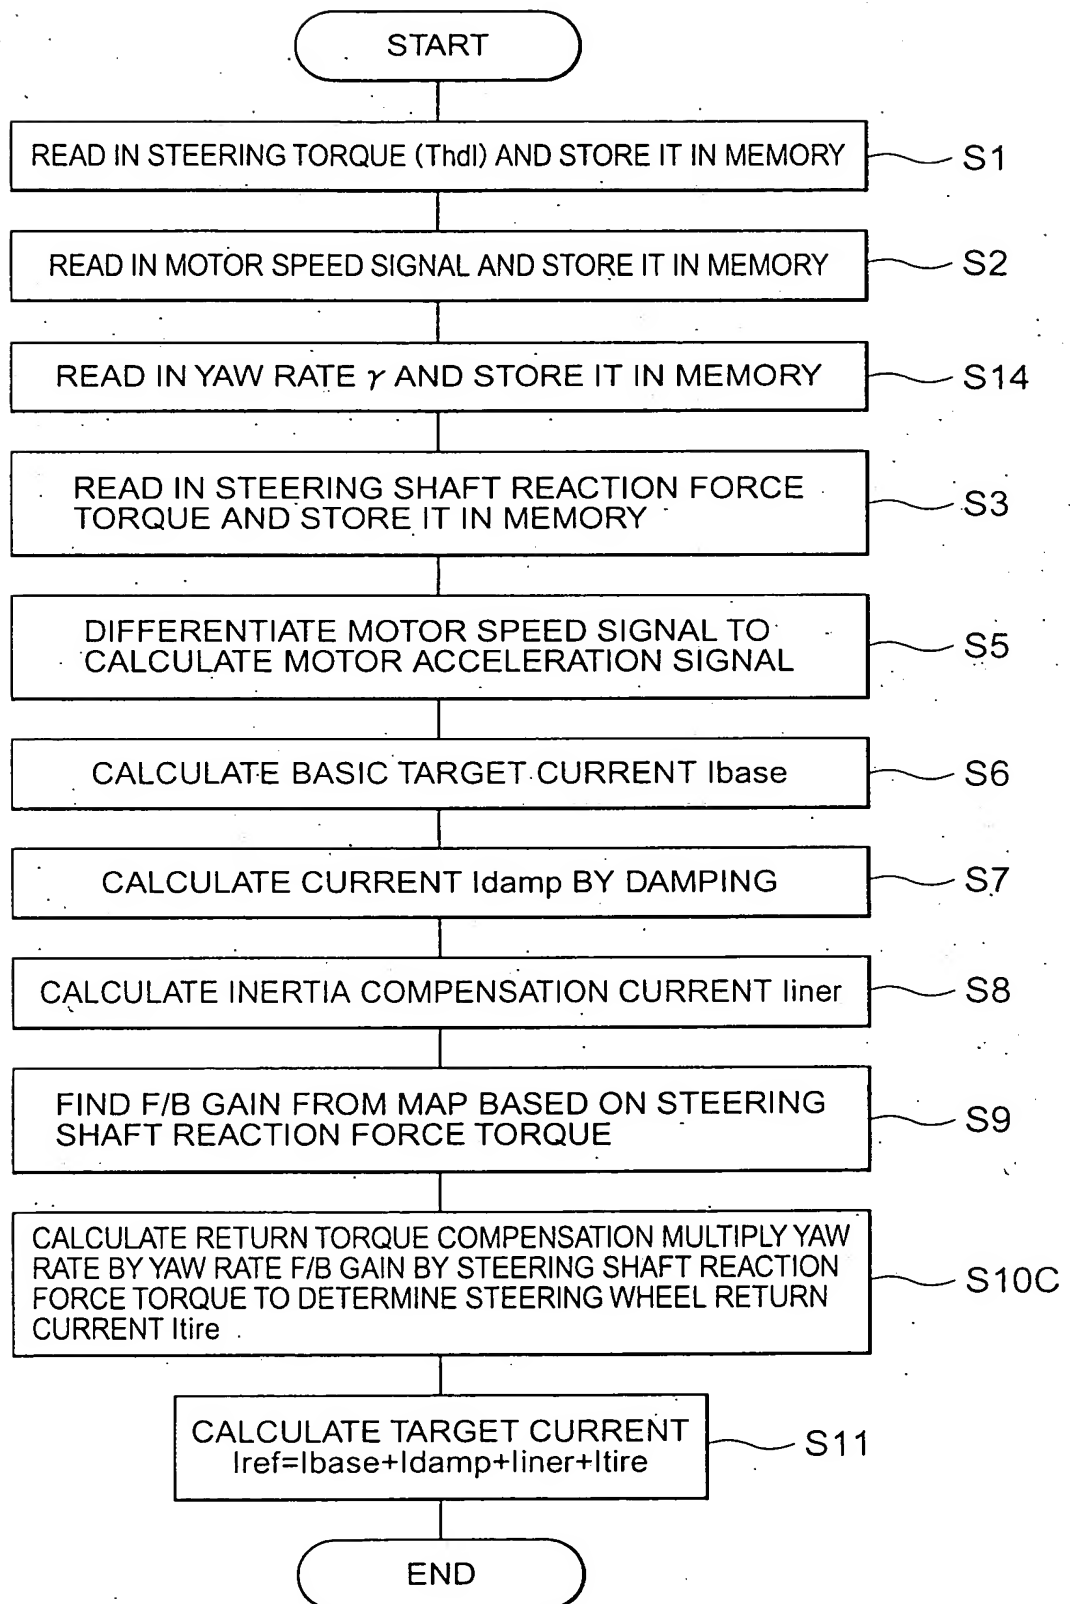 START
READ IN STEERING TORQUE (Thdl) AND STORE IT IN MEMORY
S1
READ IN MOTOR SPEED SIGNAL AND STORE IT IN MEMORY
S2
READ IN YAW RATE γ AND STORE IT IN MEMORY
S14
READ IN STEERING SHAFT REACTION FORCE
TORQUE AND STORE IT IN MEMORY
S3
DIFFERENTIATE MOTOR SPEED SIGNAL TO
CALCULATE MOTOR ACCELERATION SIGNAL
S5
CALCULATE BASIC TARGET CURRENT Ibase
S6
CALCULATE CURRENT Idamp BY DAMPING
S7
CALCULATE INERTIA COMPENSATION CURRENT Iiner
S8
FIND F/B GAIN FROM MAP BASED ON STEERING
SHAFT REACTION FORCE TORQUE
S9
CALCULATE RETURN TORQUE COMPENSATION MULTIPLY YAW
RATE BY YAW RATE F/B GAIN BY STEERING SHAFT REACTION
FORCE TORQUE TO DETERMINE STEERING WHEEL RETURN
CURRENT Itire
S10C
CALCULATE TARGET CURRENT
Iref=Ibase+Idamp+Iiner+Itire
S11
END